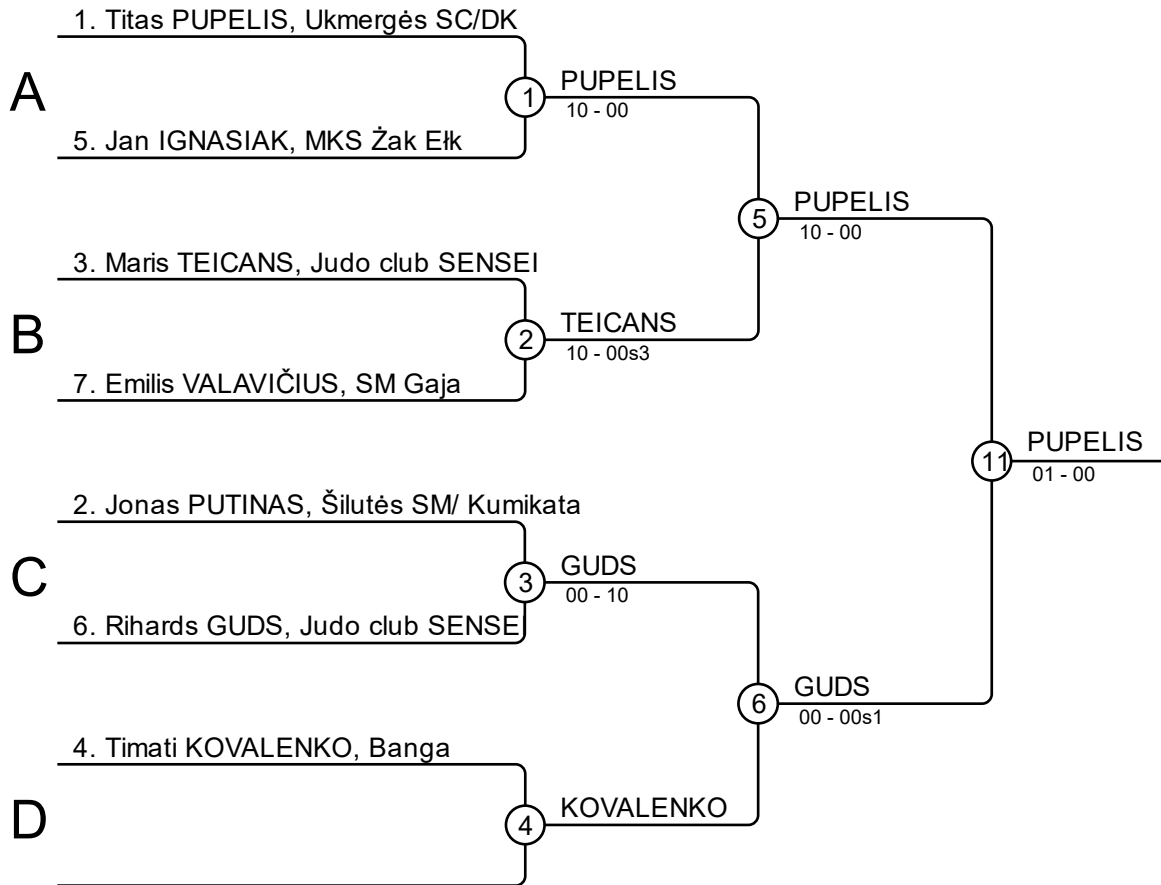 1. Titas PUPELIS, Ukmergės SC/DK
A
1
PUPELIS
10 - 00
5. Jan IGNASIAK, MKS Żak Ełk
5
PUPELIS
10 - 00
3. Maris TEICANS, Judo club SENSEI
B
2
TEICANS
10 - 00s3
7. Emilis VALAVIČIUS, SM Gaja
11
PUPELIS
01 - 00
2. Jonas PUTINAS, Šilutės SM/ Kumikata
C
3
GUDS
00 - 10
6. Rihards GUDS, Judo club SENSE
6
GUDS
00 - 00s1
4. Timati KOVALENKO, Banga
D
4
KOVALENKO